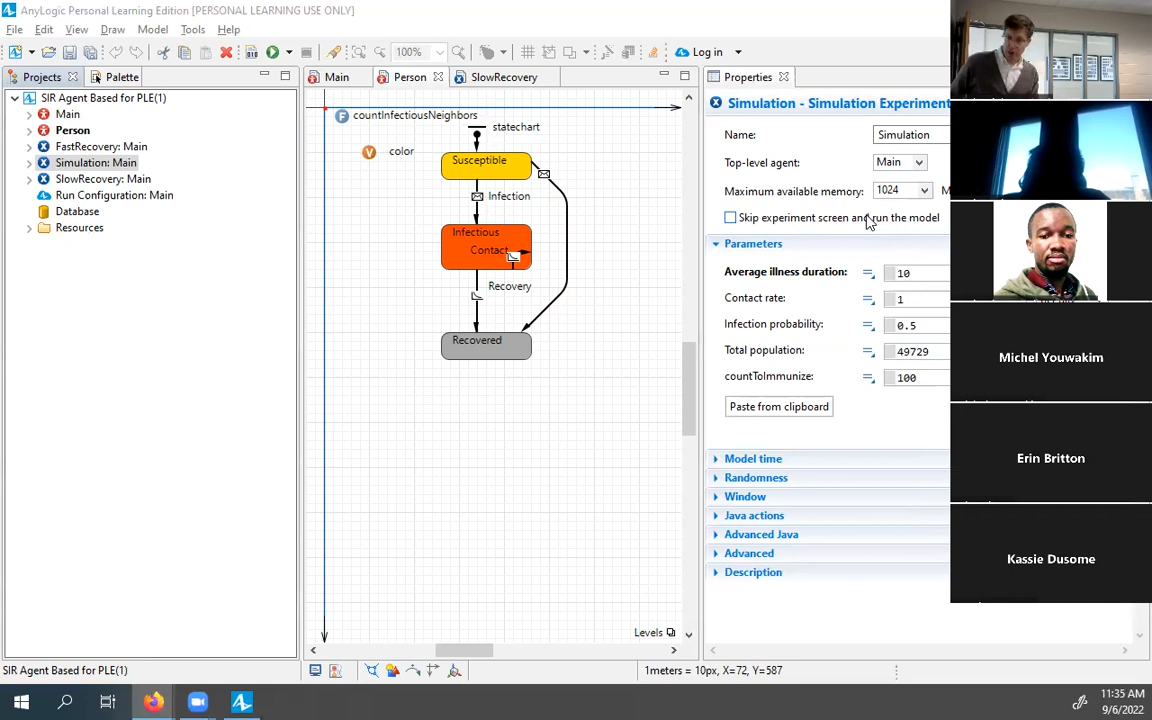 AnyLogic Personal Learning Edition [PERSONAL LEARNING USE ONLY]
File Edit View Draw Model Tools Help
100%
Log in
Projects
Palette
Main
Person
SlowRecovery
Properties
SIR Agent Based for PLE(1)
Main
Person
FastRecovery: Main
Simulation: Main
SlowRecovery: Main
Run Configuration: Main
Database
Resources
countInfectiousNeighbors
color
statechart
Susceptible
Infection
Infectious
Contact
Recovery
Recovered
Levels
Simulation - Simulation Experiment
Name: Simulation
Top-level agent: Main
Maximum available memory: 1024 M
Skip experiment screen and run the model
Parameters
Average illness duration: 10
Contact rate: 1
Infection probability: 0.5
Total population: 49729
countToImmunize: 100
Paste from clipboard
Model time
Randomness
Window
Java actions
Advanced Java
Advanced
Description
Michel Youwakim
Erin Britton
Kassie Dusome
SIR Agent Based for PLE(1)
1meters = 10px, X=72, Y=587
11:35 AM
9/6/2022